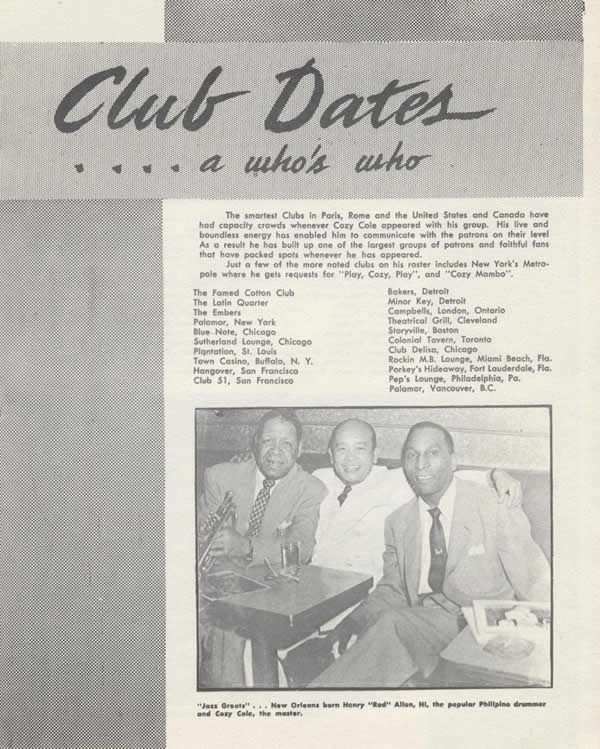 Club Dates
. . . . a who's who
The smartest Clubs in Paris, Rome and the United States and Canada have
had capacity crowds whenever Cozy Cole appeared with his group. His live and
boundless energy has enabled him to communicate with the patrons on their level
As a result he has built up one of the largest groups of patrons and faithful fans
that have packed spots whenever he has appeared.
Just a few of the more noted clubs on his roster includes New York's Metro-
pole where he gets requests for "Play, Cozy, Play", and "Cozy Mambo".
The Famed Cotton Club
The Latin Quarter
The Embers
Palamor, New York
Blue Note, Chicago
Sutherland Lounge, Chicago
Plantation, St. Louis
Town Casino, Buffalo, N. Y.
Hangover, San Francisco
Club 51, San Francisco
Bakers, Detroit
Minor Key, Detroit
Campbells, London, Ontario
Theatrical Grill, Cleveland
Storyville, Boston
Colonial Tavern, Toronto
Club Delisa, Chicago
Rockin M.B. Lounge, Miami Beach, Fla.
Porkey's Hideaway, Fort Lauderdale, Fla.
Pep's Lounge, Philadelphia, Pa.
Palamor, Vancouver, B.C.
"Jazz Greats" . . . New Orleans born Henry "Red" Allen, Hi, the popular Philipino drummer
and Cozy Cole, the master.